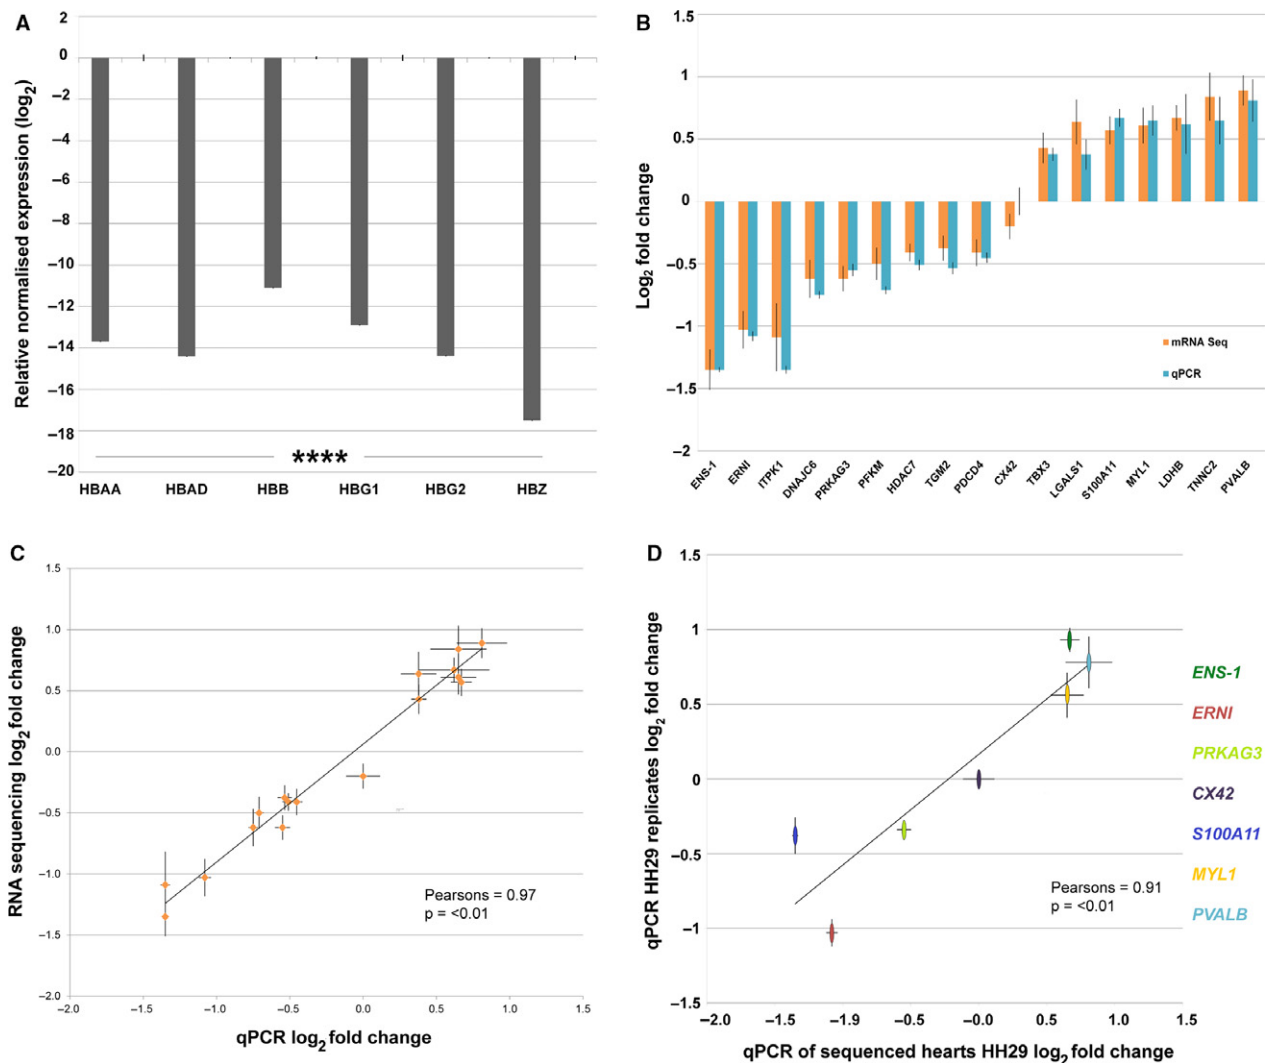 A
Relative normalised expression (log2)
2
0
–2
–4
–6
–8
–10
–12
–14
–16
–18
–20
****
HBAA HBAD HBB HBG1 HBG2 HBZ
B
Log2 fold change
1.5
1
0.5
0
–0.5
–1
–1.5
–2
mRNA Seq
qPCR
ENS-1 ERNI ITPK1 DNAJC6 PRKAG3 PFKM HDAC7 TGM2 PDCD4 CX42 TBX3 LGALS1 S100A11 MYL1 LDHB TNNC2 PVALB
C
RNA sequencing log2 fold change
1.5
1.0
0.5
0.0
–0.5
–1.0
–1.5
–2.0
Pearsons = 0.97
p = <0.01
–2.0 –1.5 –1.0 –0.5 0.0 0.5 1.0 1.5
qPCR log2 fold change
D
qPCR HH29 replicates log2 fold change
1.5
1
0.5
0
–0.5
–1
–1.5
ENS-1
ERNI
PRKAG3
CX42
S100A11
MYL1
PVALB
Pearsons = 0.91
p = <0.01
–2.0 –1.5 –1.9 –0.5 –0.0 0.5 1.0 1.5
qPCR of sequenced hearts HH29 log2 fold change